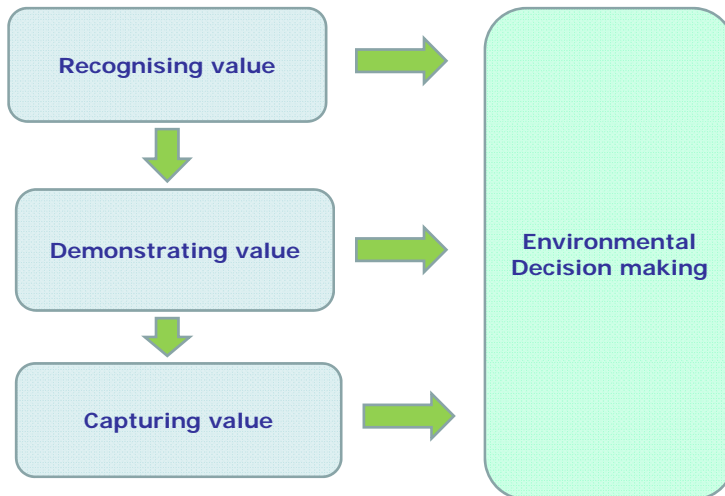 Recognising value
Demonstrating value
Environmental
Decision making
Capturing value